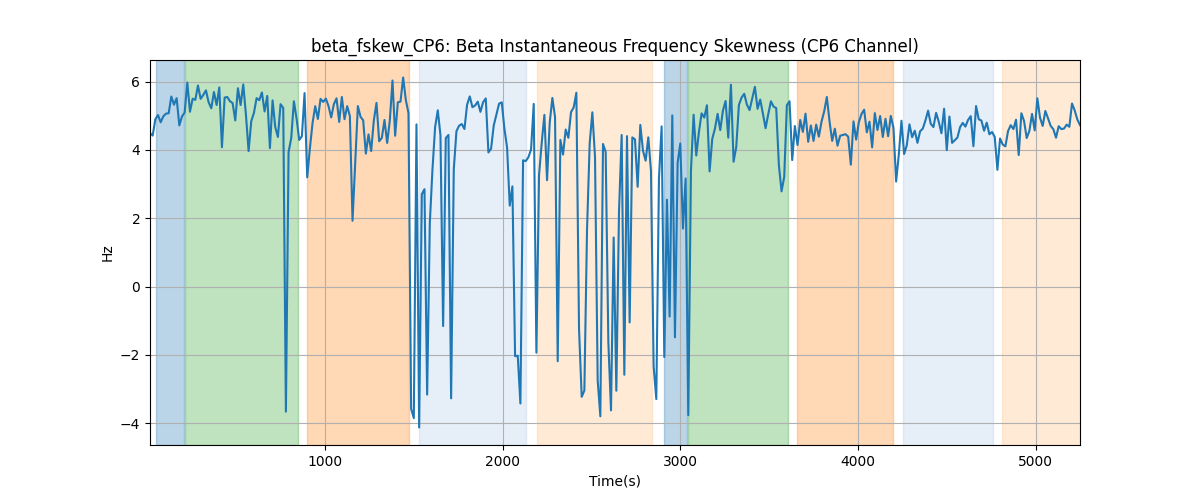 beta_fskew_CP6: Beta Instantaneous Frequency Skewness (CP6 Channel)
6
4
2
0
−2
−4
Hz
1000 2000 3000 4000 5000
Time(s)